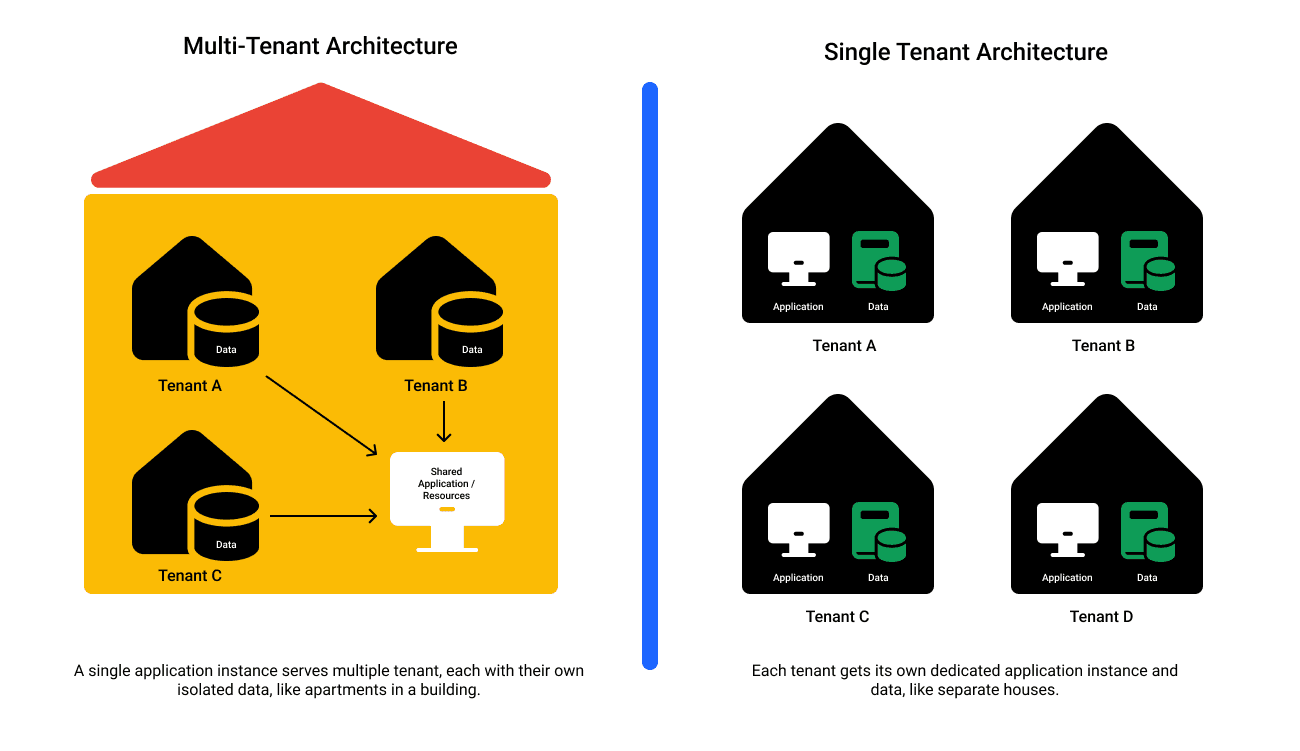 Multi-Tenant Architecture
Data
Tenant A
Data
Tenant B
Data
Tenant C
Shared
Application /
Resources
A single application instance serves multiple tenant, each with their own
isolated data, like apartments in a building.
Single Tenant Architecture
Application
Data
Tenant A
Application
Data
Tenant B
Application
Data
Tenant C
Application
Data
Tenant D
Each tenant gets its own dedicated application instance and
data, like separate houses.